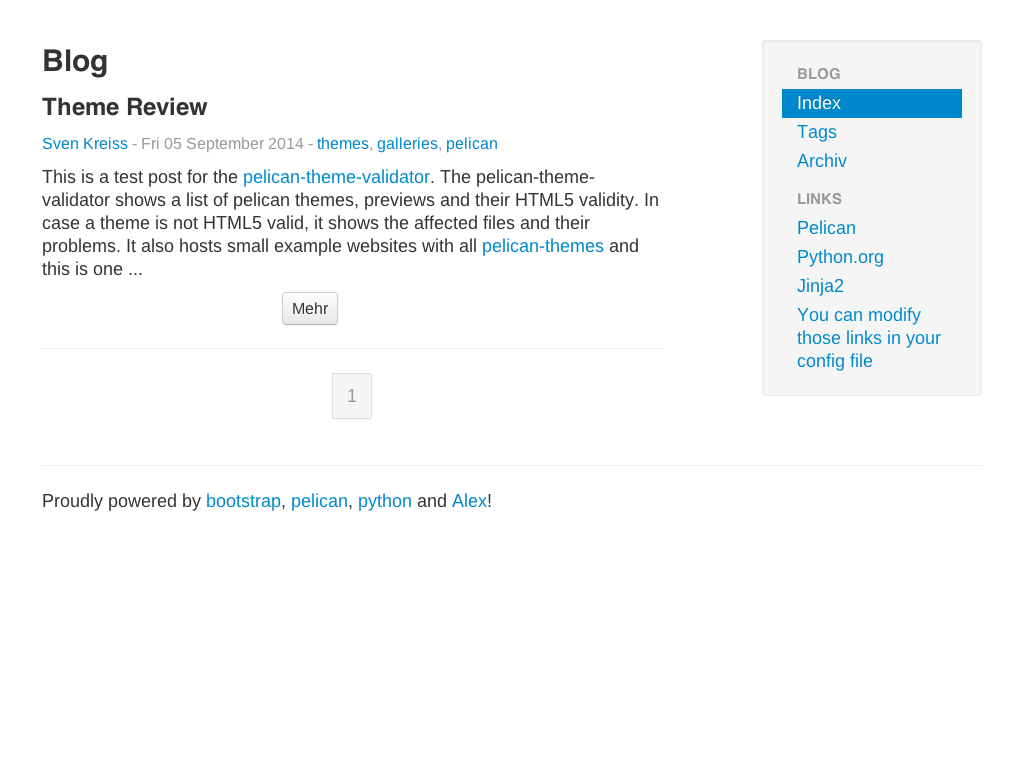 Blog
Theme Review
Sven Kreiss - Fri 05 September 2014 - themes, galleries, pelican
This is a test post for the pelican-theme-validator. The pelican-theme-
validator shows a list of pelican themes, previews and their HTML5 validity. In
case a theme is not HTML5 valid, it shows the affected files and their
problems. It also hosts small example websites with all pelican-themes and
this is one ...
Mehr
1
BLOG
Index
Tags
Archiv
LINKS
Pelican
Python.org
Jinja2
You can modify
those links in your
config file
Proudly powered by bootstrap, pelican, python and Alex!